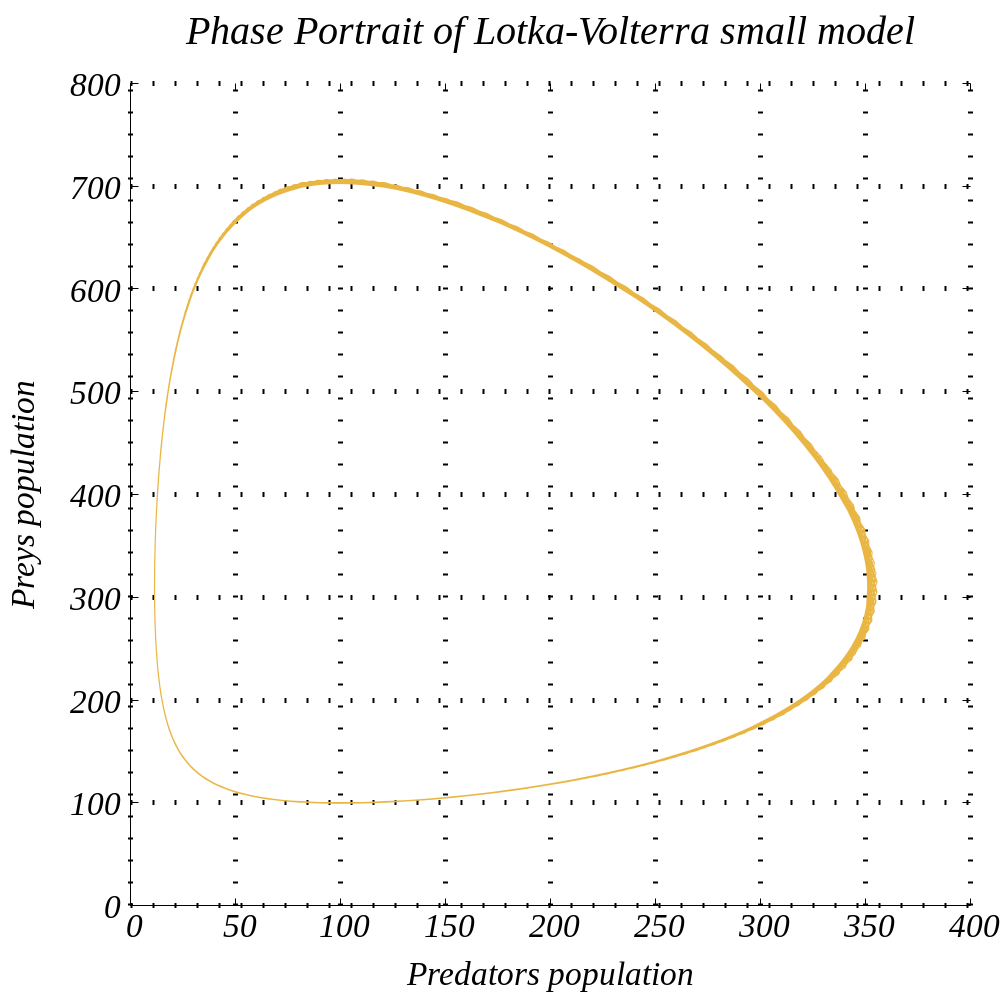 Phase Portrait of Lotka-Volterra small model
800
700
600
500
400
300
200
100
0
Preys population
0 50 100 150 200 250 300 350 400
Predators population